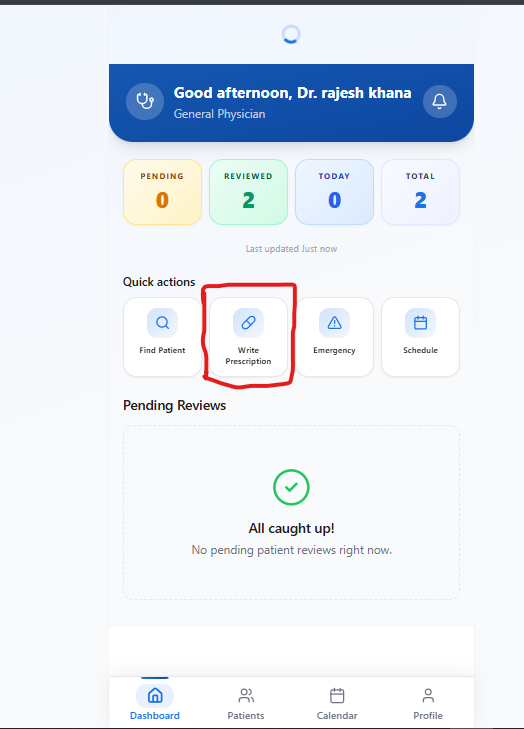 Good afternoon, Dr. rajesh khana
General Physician
PENDING
0
REVIEWED
2
TODAY
0
TOTAL
2
Last updated Just now
Quick actions
Find Patient
Write
Prescription
Emergency
Schedule
Pending Reviews
All caught up!
No pending patient reviews right now.
Dashboard
Patients
Calendar
Profile